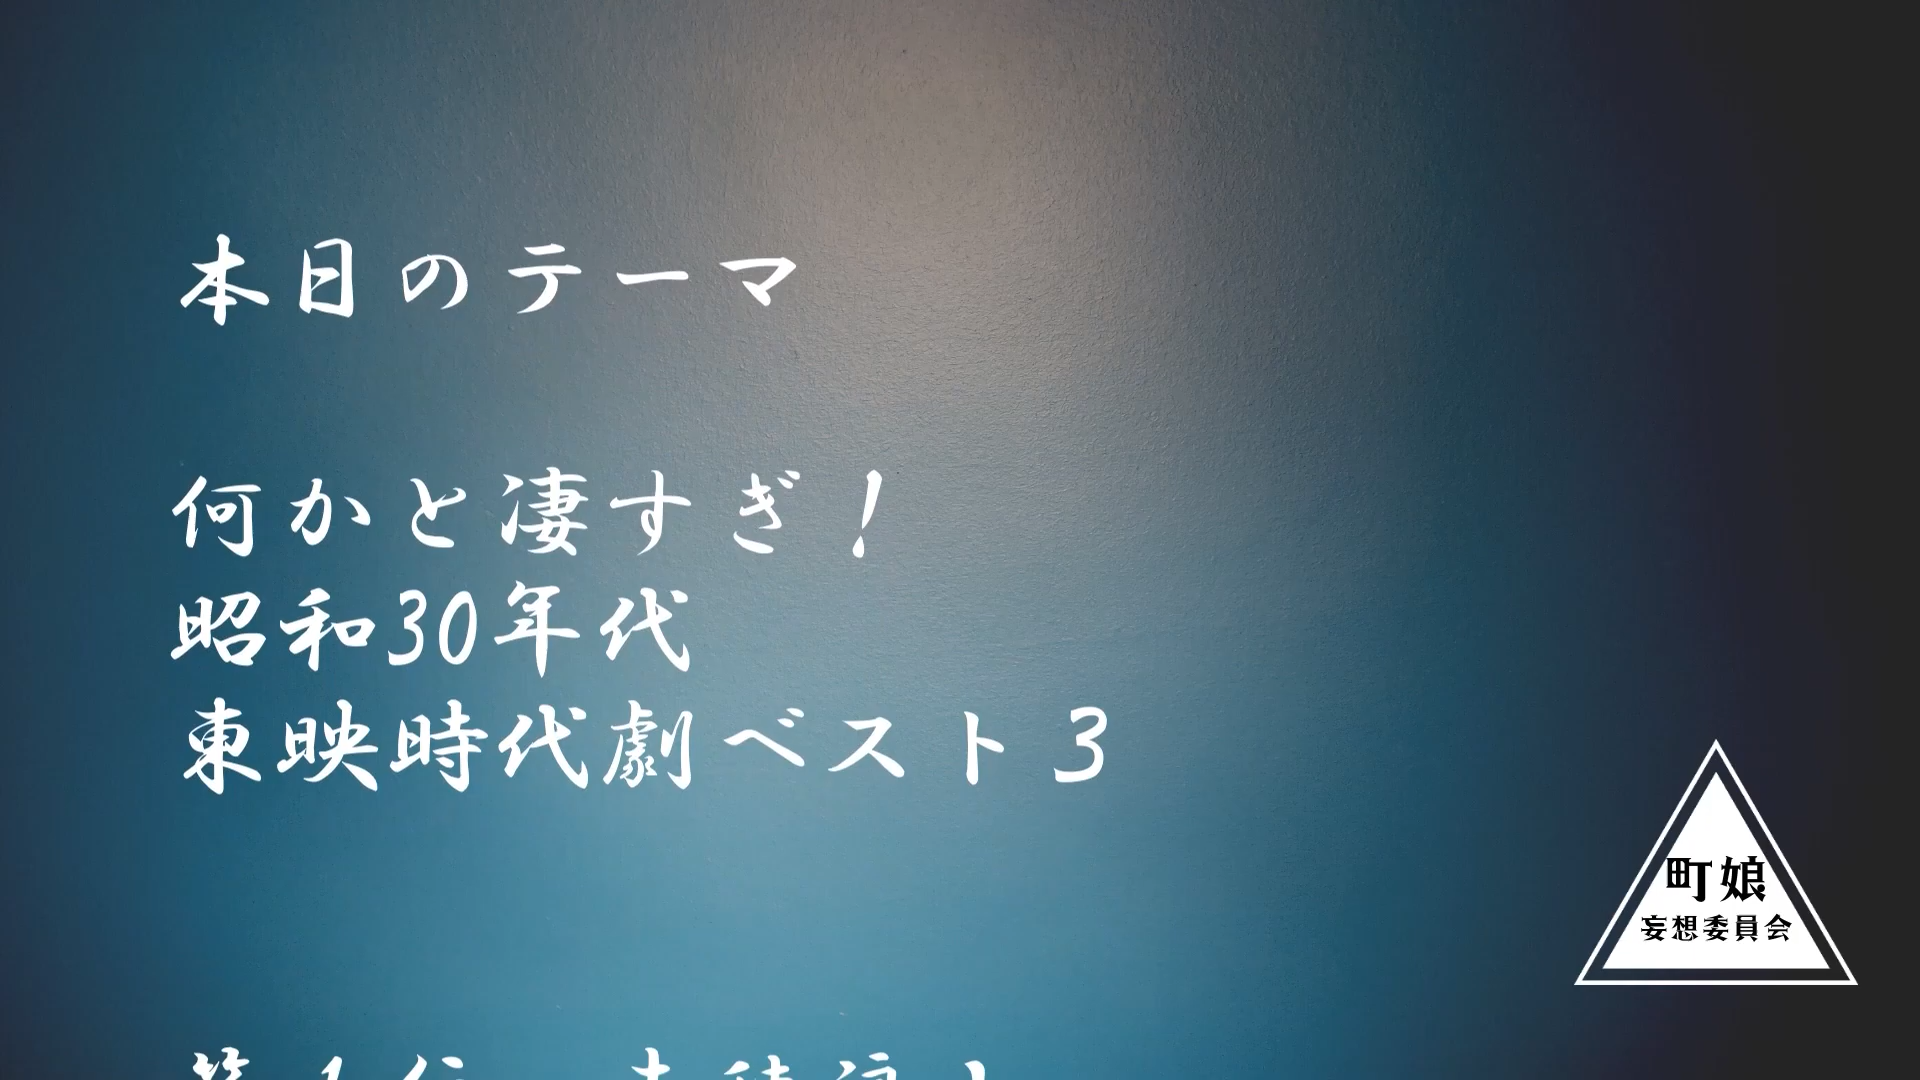 本日のテーマ
何かと凄すぎ！
昭和30年代
東映時代劇ベスト３
町娘
妄想委員会